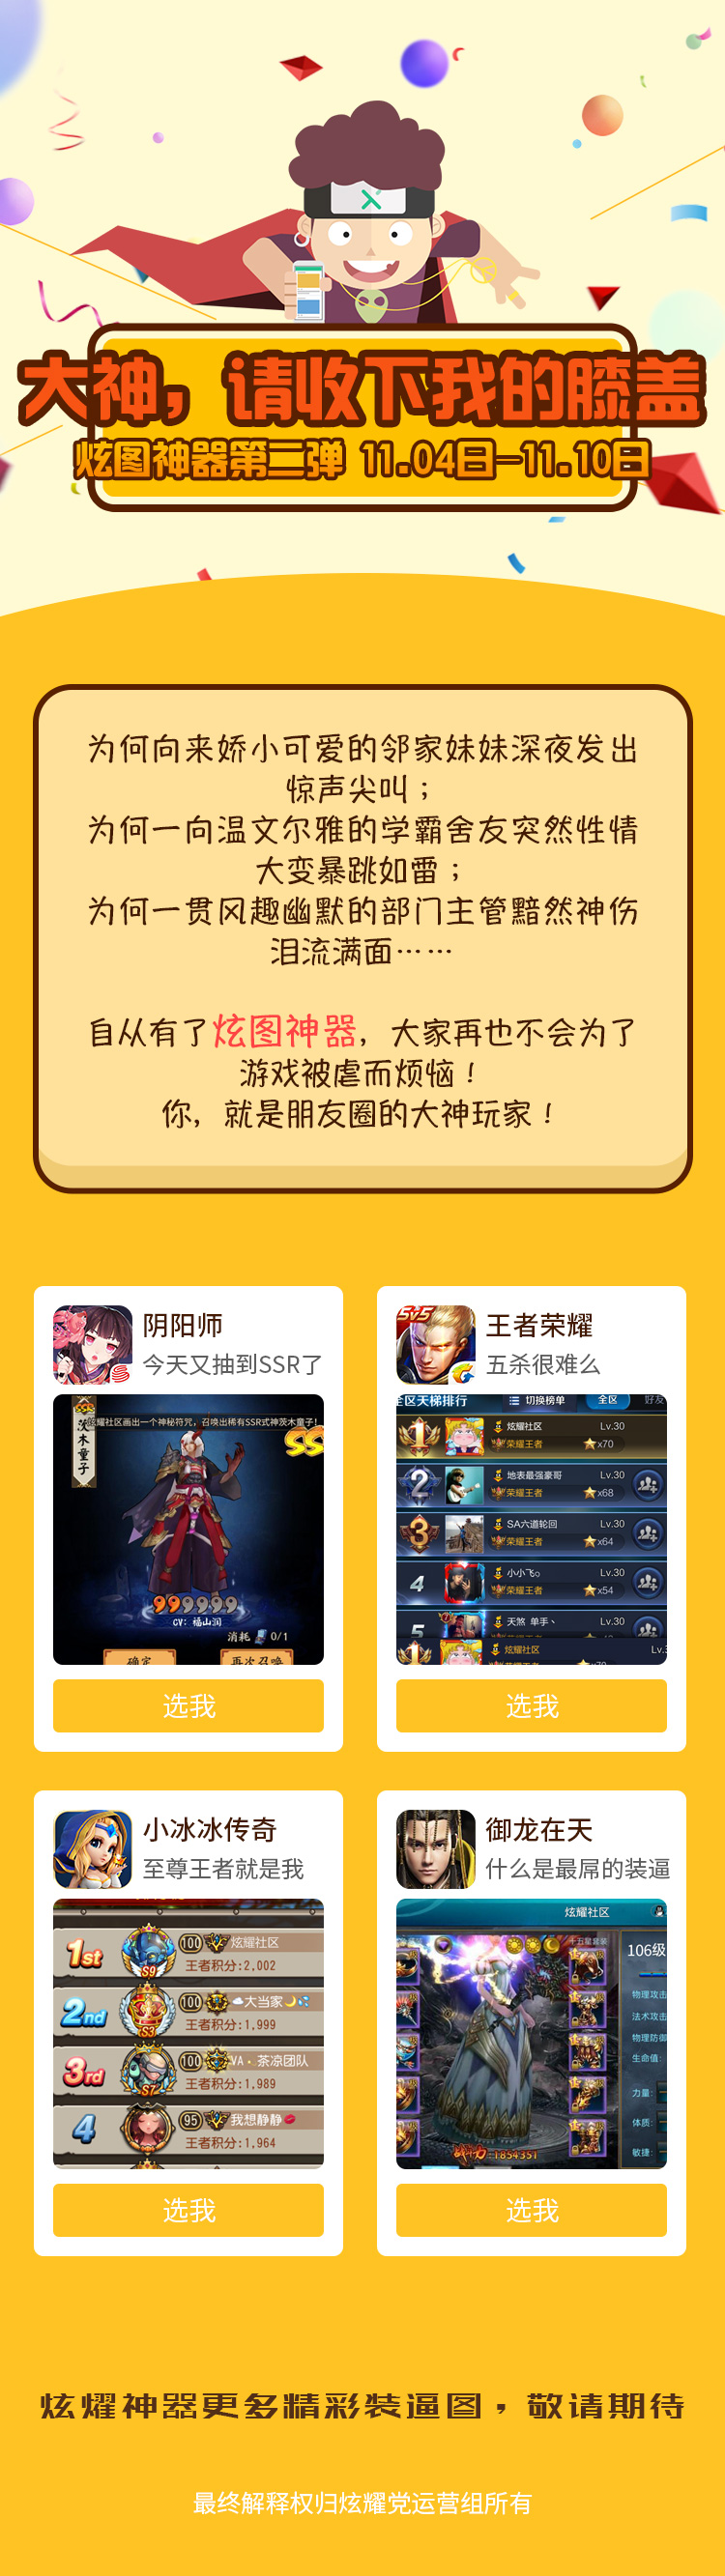 大神，请收下我的膝盖
炫图神器第二弹 11.04日—11.10日
为何向来娇小可爱的邻家妹妹深夜发出
惊声尖叫；
为何一向温文尔雅的学霸舍友突然性情
大变暴跳如雷；
为何一贯风趣幽默的部门主管黯然神伤
泪流满面……
自从有了炫图神器，大家再也不会为了
游戏被虐而烦恼！
你，就是朋友圈的大神玩家！
阴阳师
今天又抽到SSR了
SSR
茨木童子
炫耀社区画出一个神秘符咒，召唤出稀有SSR式神茨木童子!
SS
999999
CV: 福山润
消耗 0/1
确定
再次召唤
选我
王者荣耀
五杀很难么
5v5
全区天梯排行
切换榜单
全区
好友
1 炫耀社区 Lv.30
荣耀王者 x70
2 地表最强豪哥 Lv.30
荣耀王者 x68
3 SA六道轮回 Lv.30
荣耀王者 x64
4 小小飞o Lv.30
荣耀王者 x54
5 天煞 单手丶 Lv.30
1 炫耀社区 Lv.3
选我
小冰冰传奇
至尊王者就是我
1st S9 100 炫耀社区
王者积分:2,002
2nd S3 100 大当家
王者积分:1,999
3rd S7 100 VA·茶凉团队
王者积分:1,989
4 95 我想静静
王者积分:1,964
选我
御龙在天
什么是最屌的装逼
炫耀社区
十五星套装
106级
物理攻击
法术攻击
物理防御
生命值:
力量:
体质:
敏捷:
战斗力=1854351
选我
炫耀神器更多精彩装逼图，敬请期待
最终解释权归炫耀党运营组所有